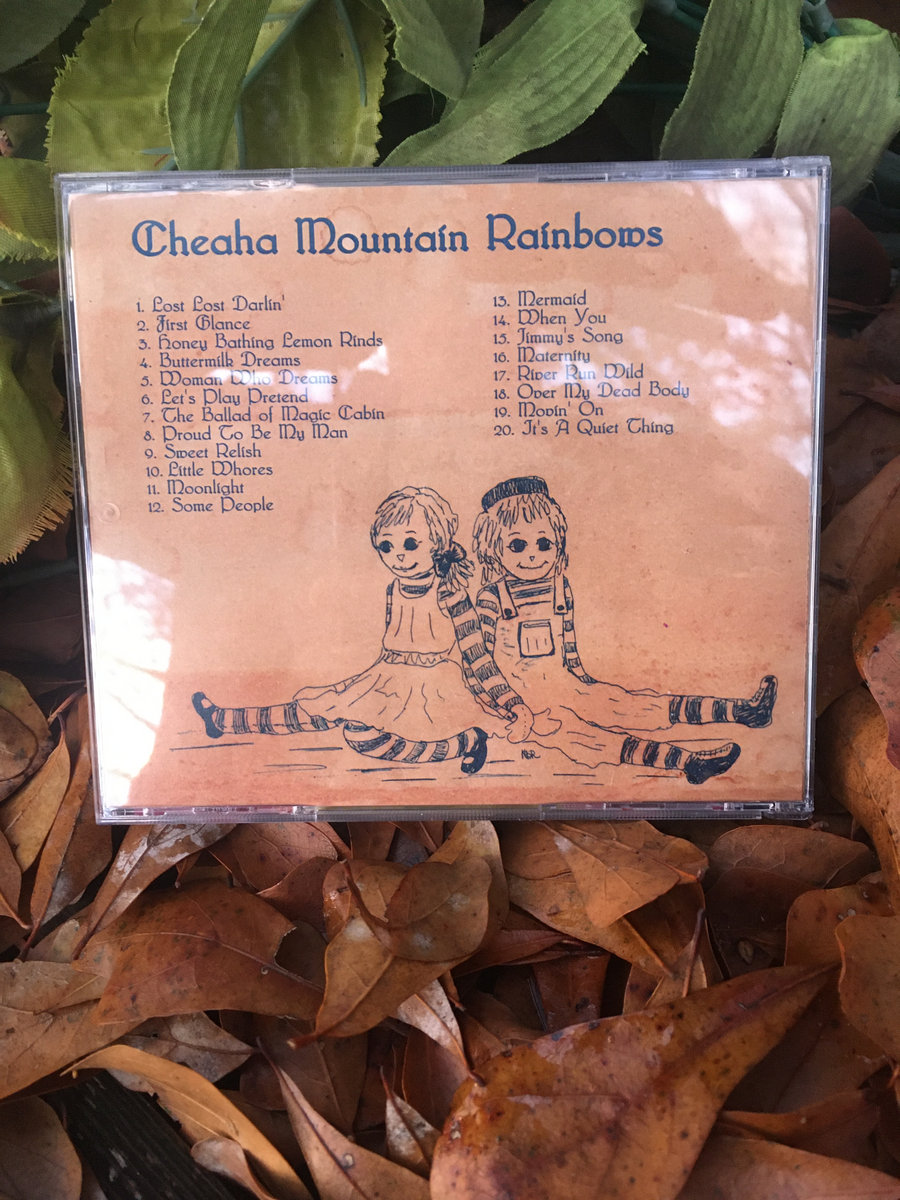 Cheaha Mountain Rainbows
1. Lost Lost Darlin'
2. First Glance
3. Honey Bathing Lemon Rinds
4. Buttermilk Dreams
5. Woman Who Dreams
6. Let's Play Pretend
7. The Ballad of Magic Cabin
8. Proud To Be My Man
9. Sweet Relish
10. Little Whores
11. Moonlight
12. Some People
13. Mermaid
14. When You
15. Jimmy's Song
16. Maternity
17. River Run Wild
18. Over My Dead Body
19. Movin' On
20. It's A Quiet Thing